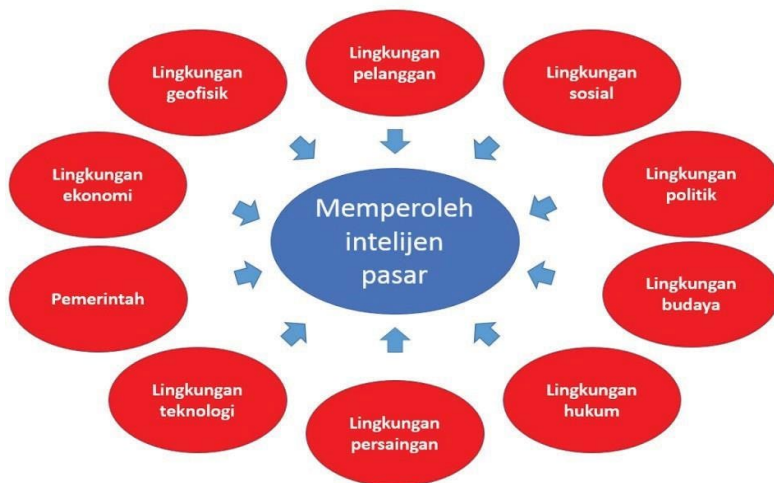 Lingkungan
pelanggan
Lingkungan
geofisik
Lingkungan
sosial
Lingkungan
ekonomi
Lingkungan
politik
Memperoleh
intelijen
pasar
Pemerintah
Lingkungan
budaya
Lingkungan
teknologi
Lingkungan
hukum
Lingkungan
persaingan